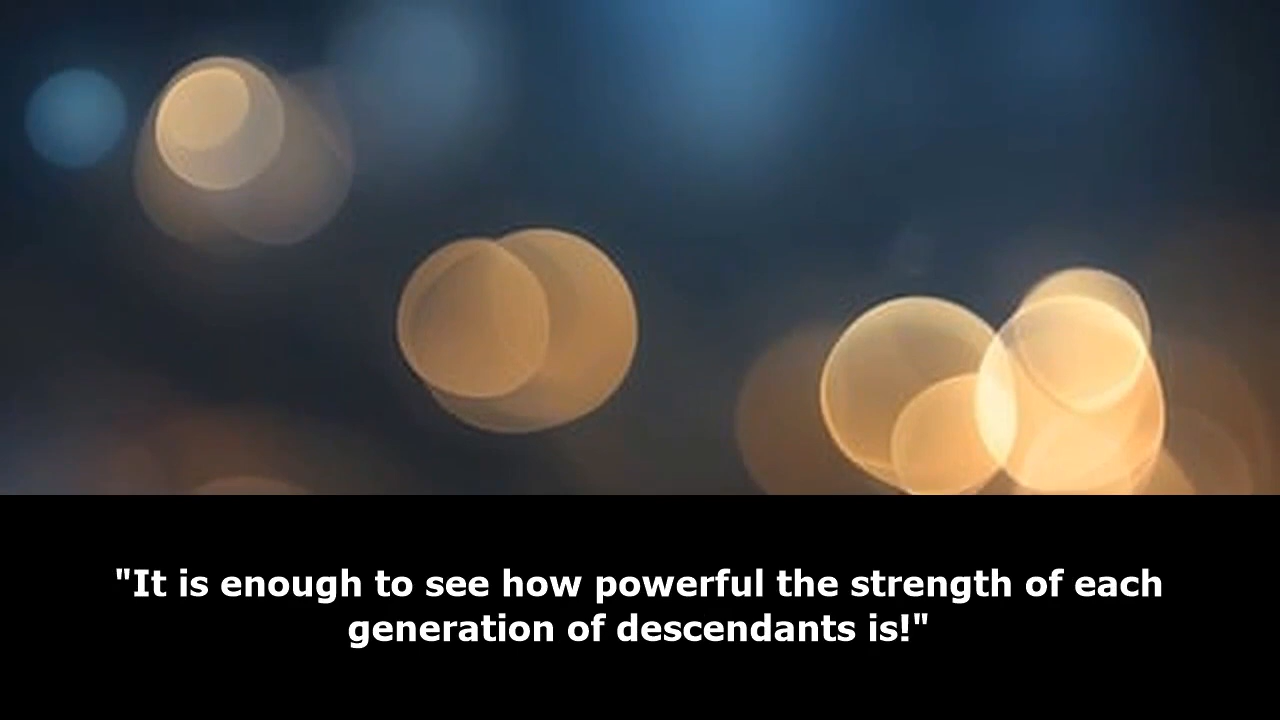 "It is enough to see how powerful the strength of each
generation of descendants is!"